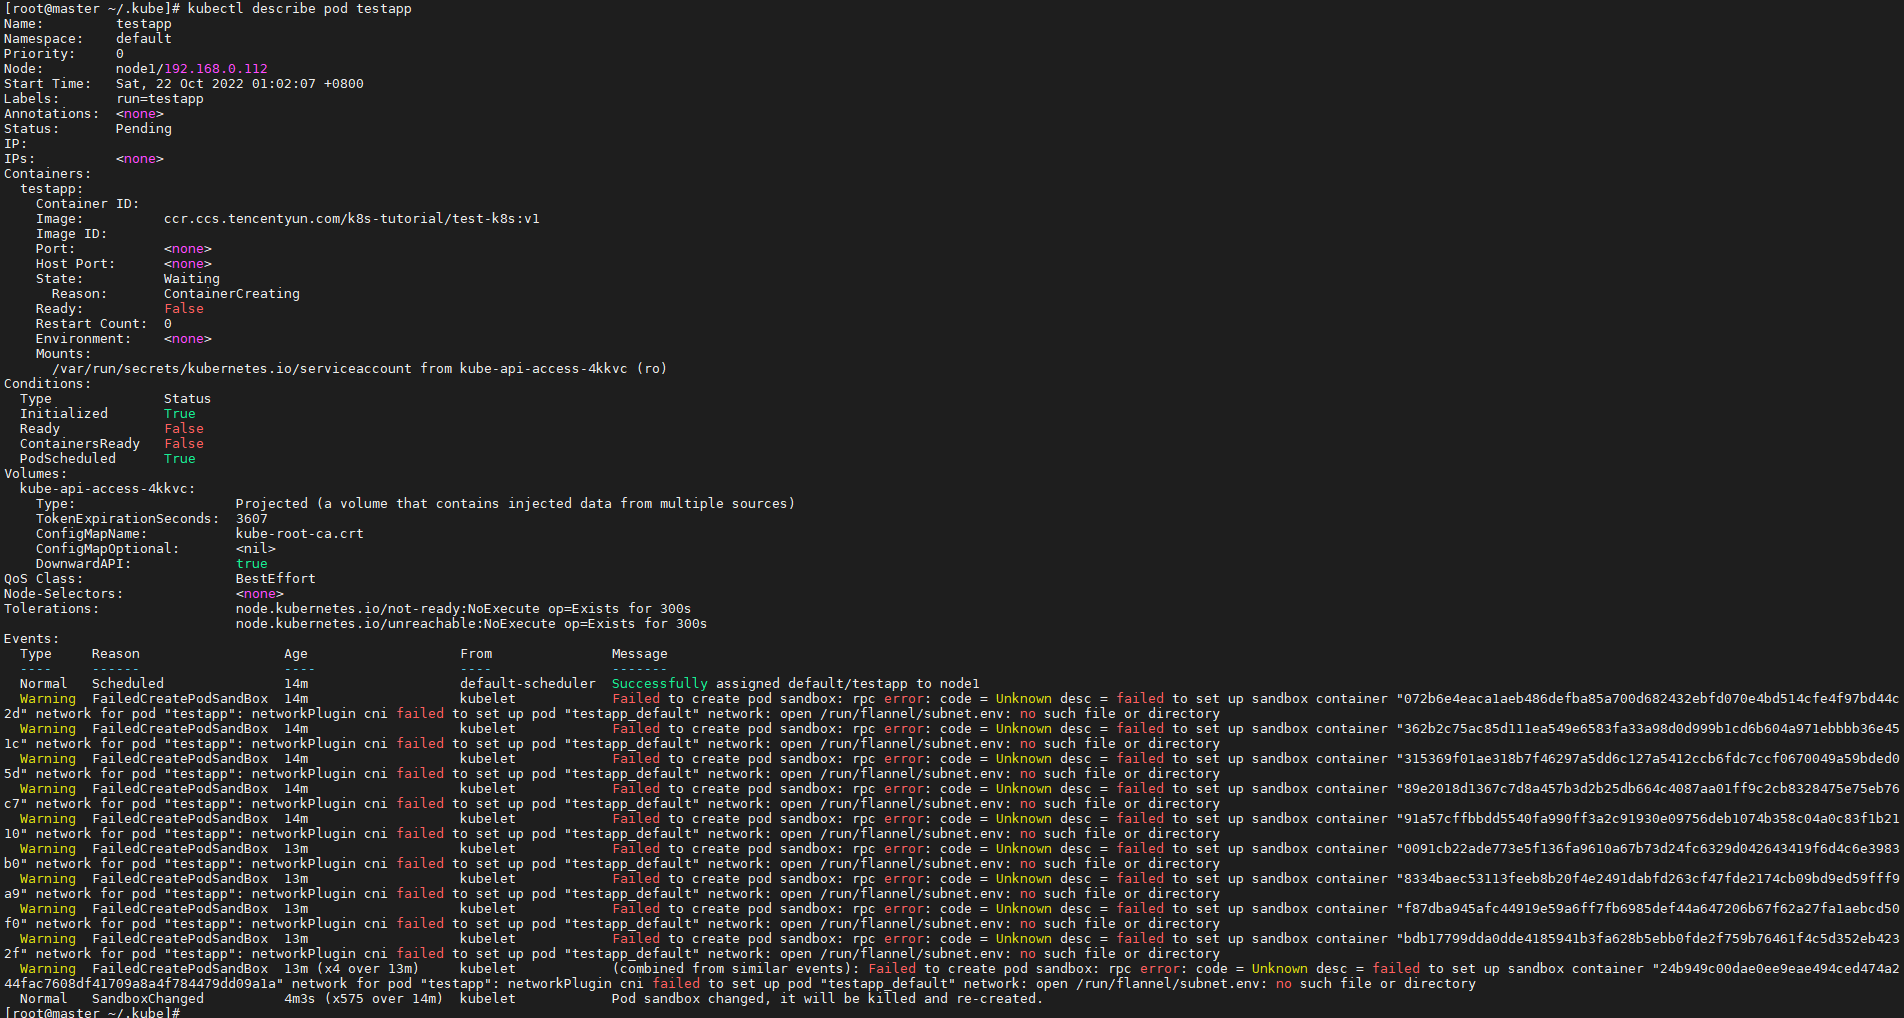 [root@master ~/.kube]# kubectl describe pod testapp
Name:         testapp
Namespace:    default
Priority:     0
Node:         node1/192.168.0.112
Start Time:   Sat, 22 Oct 2022 01:02:07 +0800
Labels:       run=testapp
Annotations:  <none>
Status:       Pending
IP:
IPs:          <none>
Containers:
  testapp:
    Container ID:
    Image:          ccr.ccs.tencentyun.com/k8s-tutorial/test-k8s:v1
    Image ID:
    Port:           <none>
    Host Port:      <none>
    State:          Waiting
      Reason:       ContainerCreating
    Ready:          False
    Restart Count:  0
    Environment:    <none>
    Mounts:
      /var/run/secrets/kubernetes.io/serviceaccount from kube-api-access-4kkvc (ro)
Conditions:
  Type              Status
  Initialized       True
  Ready             False
  ContainersReady   False
  PodScheduled      True
Volumes:
  kube-api-access-4kkvc:
    Type:                    Projected (a volume that contains injected data from multiple sources)
    TokenExpirationSeconds:  3607
    ConfigMapName:           kube-root-ca.crt
    ConfigMapOptional:       <nil>
    DownwardAPI:             true
QoS Class:                   BestEffort
Node-Selectors:              <none>
Tolerations:                 node.kubernetes.io/not-ready:NoExecute op=Exists for 300s
                             node.kubernetes.io/unreachable:NoExecute op=Exists for 300s
Events:
  Type     Reason                  Age                   From               Message
  ----     ------                  ----                  ----               -------
  Normal   Scheduled               14m                   default-scheduler  Successfully assigned default/testapp to node1
  Warning  FailedCreatePodSandBox  14m                   kubelet            Failed to create pod sandbox: rpc error: code = Unknown desc = failed to set up sandbox container "072b6e4eaca1aeb486defba85a700d682432ebfd070e4bd514cfe4f97bd44c
2d" network for pod "testapp": networkPlugin cni failed to set up pod "testapp_default" network: open /run/flannel/subnet.env: no such file or directory
  Warning  FailedCreatePodSandBox  14m                   kubelet            Failed to create pod sandbox: rpc error: code = Unknown desc = failed to set up sandbox container "362b2c75ac85d111ea549e6583fa33a98d0d999b1cd6b604a971ebbbb36e45
1c" network for pod "testapp": networkPlugin cni failed to set up pod "testapp_default" network: open /run/flannel/subnet.env: no such file or directory
  Warning  FailedCreatePodSandBox  14m                   kubelet            Failed to create pod sandbox: rpc error: code = Unknown desc = failed to set up sandbox container "315369f01ae318b7f46297a5dd6c127a5412ccb6fdc7ccf0670049a59bded0
5d" network for pod "testapp": networkPlugin cni failed to set up pod "testapp_default" network: open /run/flannel/subnet.env: no such file or directory
  Warning  FailedCreatePodSandBox  14m                   kubelet            Failed to create pod sandbox: rpc error: code = Unknown desc = failed to set up sandbox container "89e2018d1367c7d8a457b3d2b25db664c4087aa01ff9c2cb8328475e75eb76
c7" network for pod "testapp": networkPlugin cni failed to set up pod "testapp_default" network: open /run/flannel/subnet.env: no such file or directory
  Warning  FailedCreatePodSandBox  14m                   kubelet            Failed to create pod sandbox: rpc error: code = Unknown desc = failed to set up sandbox container "91a57cffbbdd5540fa990ff3a2c91930e09756deb1074b358c04a0c83f1b21
10" network for pod "testapp": networkPlugin cni failed to set up pod "testapp_default" network: open /run/flannel/subnet.env: no such file or directory
  Warning  FailedCreatePodSandBox  13m                   kubelet            Failed to create pod sandbox: rpc error: code = Unknown desc = failed to set up sandbox container "0091cb22ade773e5f136fa9610a67b73d24fc6329d042643419f6d4c6e3983
b0" network for pod "testapp": networkPlugin cni failed to set up pod "testapp_default" network: open /run/flannel/subnet.env: no such file or directory
  Warning  FailedCreatePodSandBox  13m                   kubelet            Failed to create pod sandbox: rpc error: code = Unknown desc = failed to set up sandbox container "8334baec53113feeb8b20f4e2491dabfd263cf47fde2174cb09bd9ed59fff9
a9" network for pod "testapp": networkPlugin cni failed to set up pod "testapp_default" network: open /run/flannel/subnet.env: no such file or directory
  Warning  FailedCreatePodSandBox  13m                   kubelet            Failed to create pod sandbox: rpc error: code = Unknown desc = failed to set up sandbox container "f87dba945afc44919e59a6ff7fb6985def44a647206b67f62a27fa1aebcd50
f0" network for pod "testapp": networkPlugin cni failed to set up pod "testapp_default" network: open /run/flannel/subnet.env: no such file or directory
  Warning  FailedCreatePodSandBox  13m                   kubelet            Failed to create pod sandbox: rpc error: code = Unknown desc = failed to set up sandbox container "bdb17799dda0dde4185941b3fa628b5ebb0fde2f759b76461f4c5d352eb423
2f" network for pod "testapp": networkPlugin cni failed to set up pod "testapp_default" network: open /run/flannel/subnet.env: no such file or directory
  Warning  FailedCreatePodSandBox  13m (x4 over 13m)     kubelet            (combined from similar events): Failed to create pod sandbox: rpc error: code = Unknown desc = failed to set up sandbox container "24b949c00dae0ee9eae494ced474a2
44fac7608df41709a8a4f784479dd09a1a" network for pod "testapp": networkPlugin cni failed to set up pod "testapp_default" network: open /run/flannel/subnet.env: no such file or directory
  Normal   SandboxChanged          4m3s (x575 over 14m)  kubelet            Pod sandbox changed, it will be killed and re-created.
[root@master ~/.kube]#